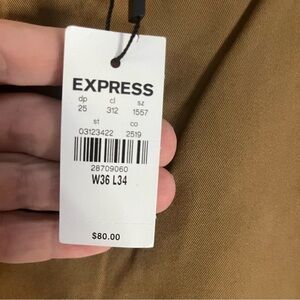 EXPRESS
dp cl sz
25 312 1557
st co
03123422 2519
28709060
W36 L34
$80.00